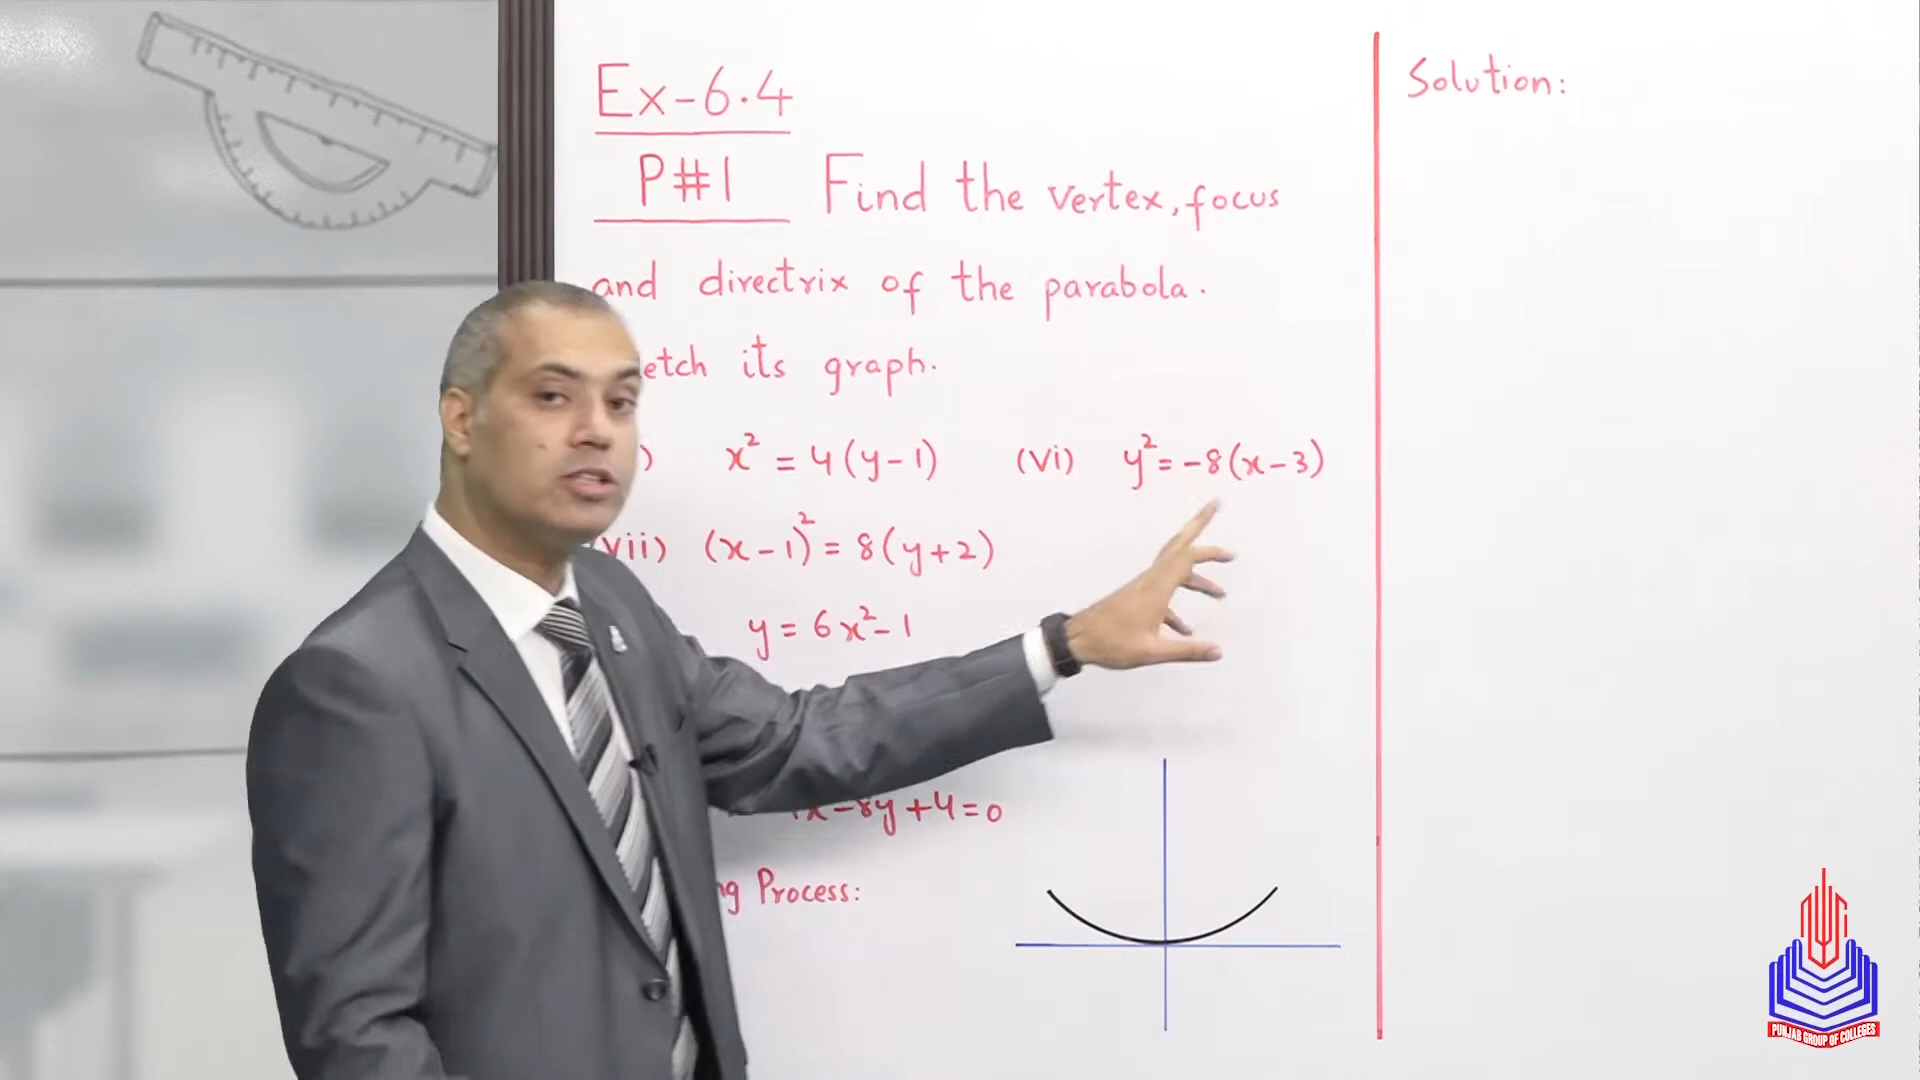 Ex-6.4
P#1 Find the vertex, focus
and directrix of the parabola.
etch its graph.
) x² = 4(y-1) (vi) y² = -8(x-3)
(vii) (x-1)² = 8(y+2)
y = 6x²-1
x-8y+4=0
ng Process:
Solution:
PUNJAB GROUP OF COLLEGES